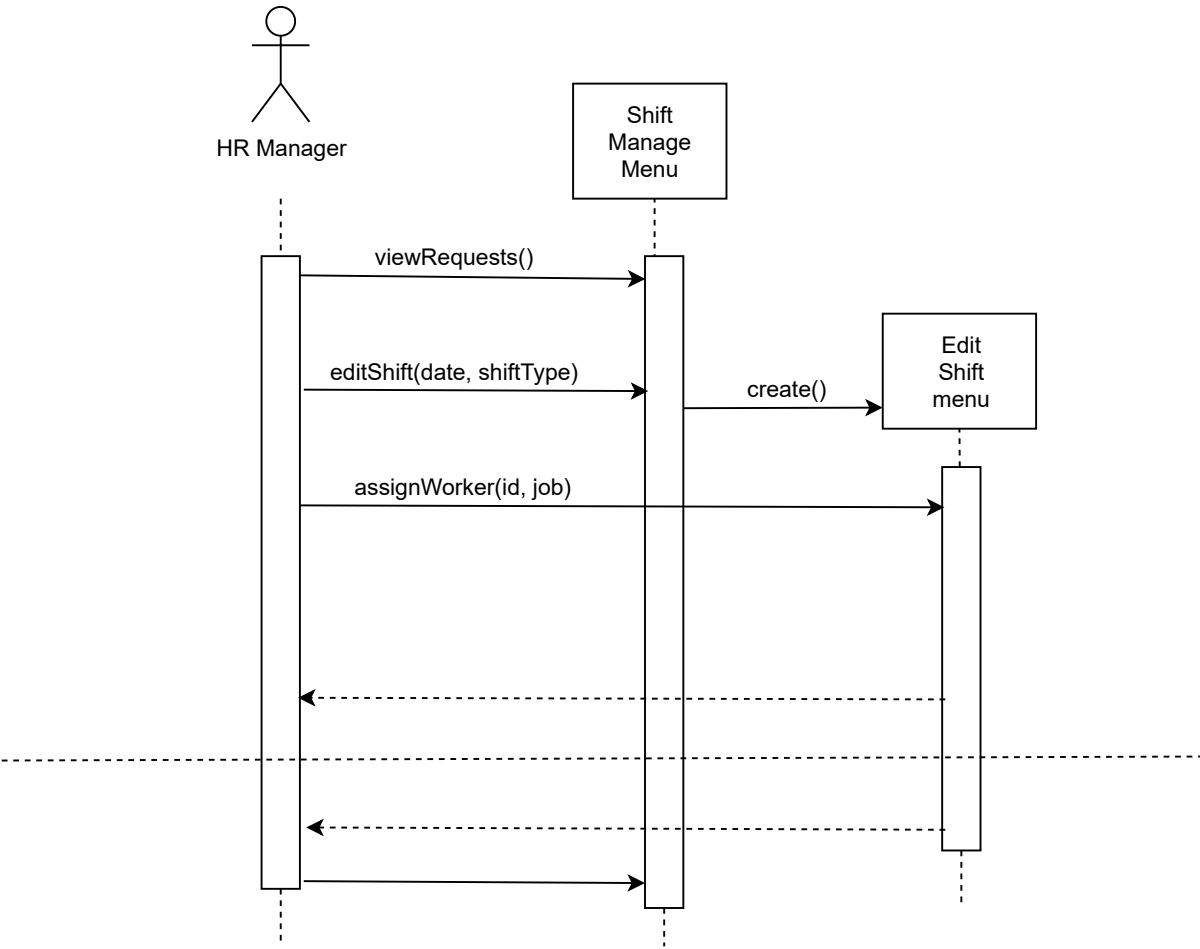 HR Manager
Shift
Manage
Menu
viewRequests()
editShift(date, shiftType)
create()
Edit
Shift
menu
assignWorker(id, job)